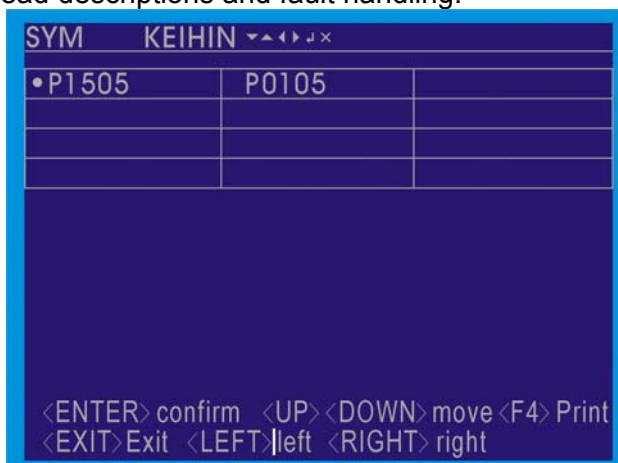 ead descriptions and fault handling.
SYM KEIHIN ▼▲◀▶↲×
•P1505 P0105
<ENTER> confirm <UP> <DOWN> move <F4> Print
<EXIT> Exit <LEFT> left <RIGHT> right